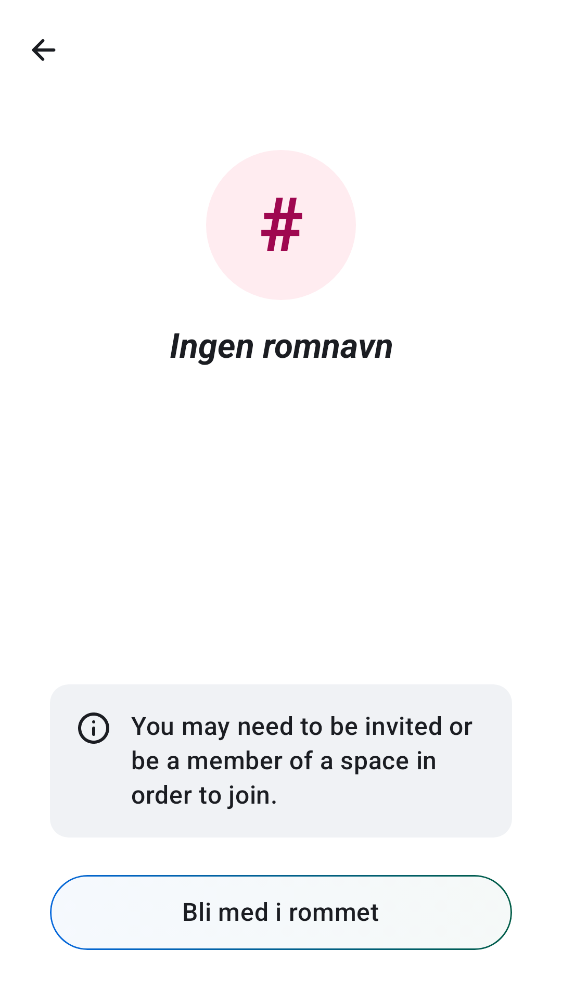 #
Ingen romnavn
You may need to be invited or
be a member of a space in
order to join.
Bli med i rommet